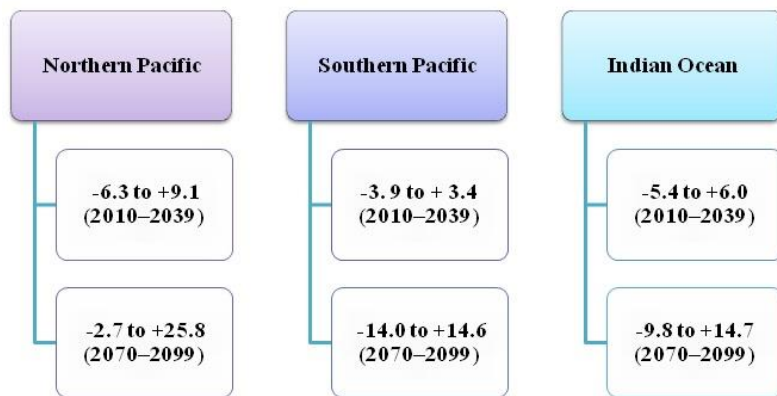 Northern Pacific
-6.3 to +9.1
(2010–2039)
-2.7 to +25.8
(2070–2099)
Southern Pacific
-3. 9 to + 3.4
(2010–2039)
-14.0 to +14.6
(2070–2099)
Indian Ocean
-5.4 to +6.0
(2010–2039)
-9.8 to +14.7
(2070–2099)